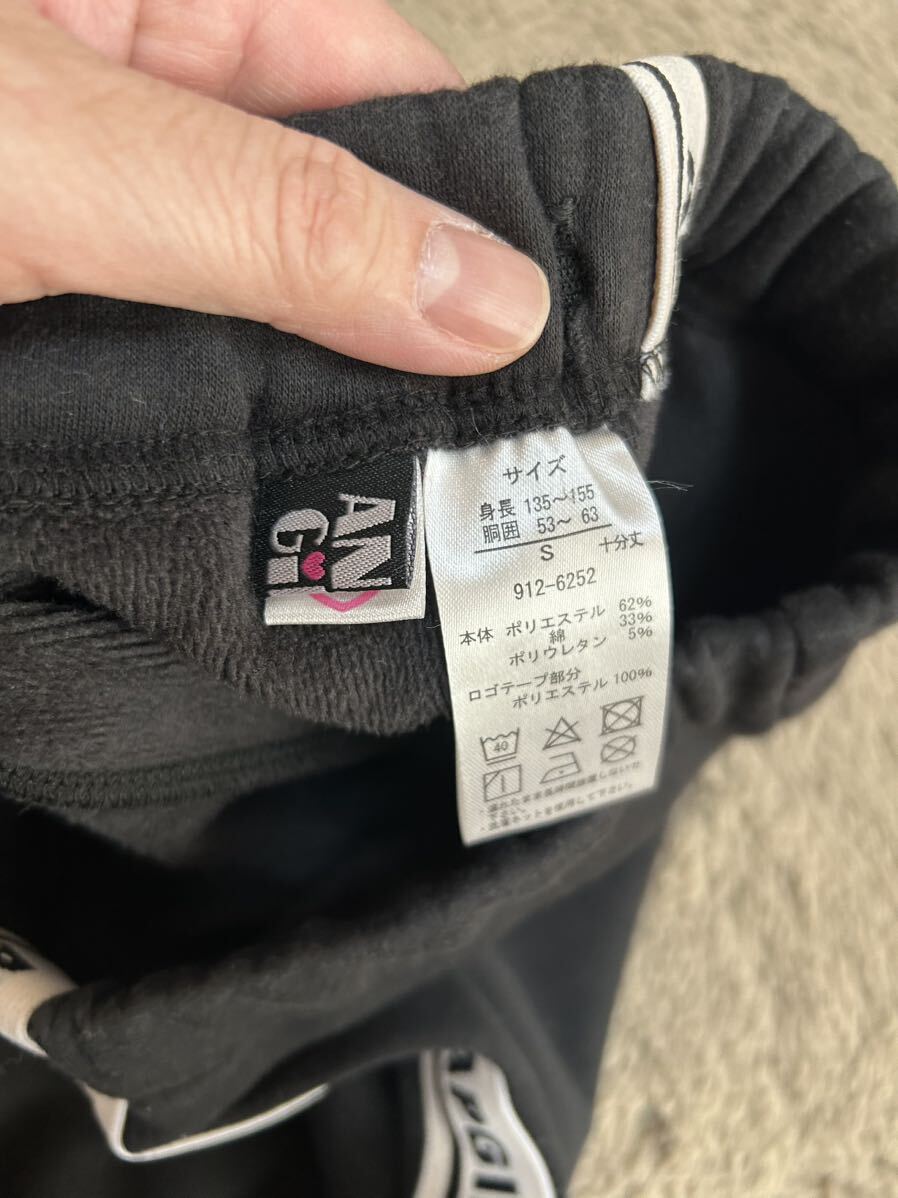 AN
G
サイズ
身長 135～155
胴囲 53～ 63
S 十分丈
912-6252
本体 ポリエステル 62%
綿 33%
ポリウレタン 5%
ロゴテープ部分
ポリエステル 100%
40